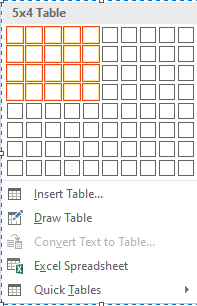 5x4 Table
Insert Table...
Draw Table
Convert Text to Table...
Excel Spreadsheet
Quick Tables